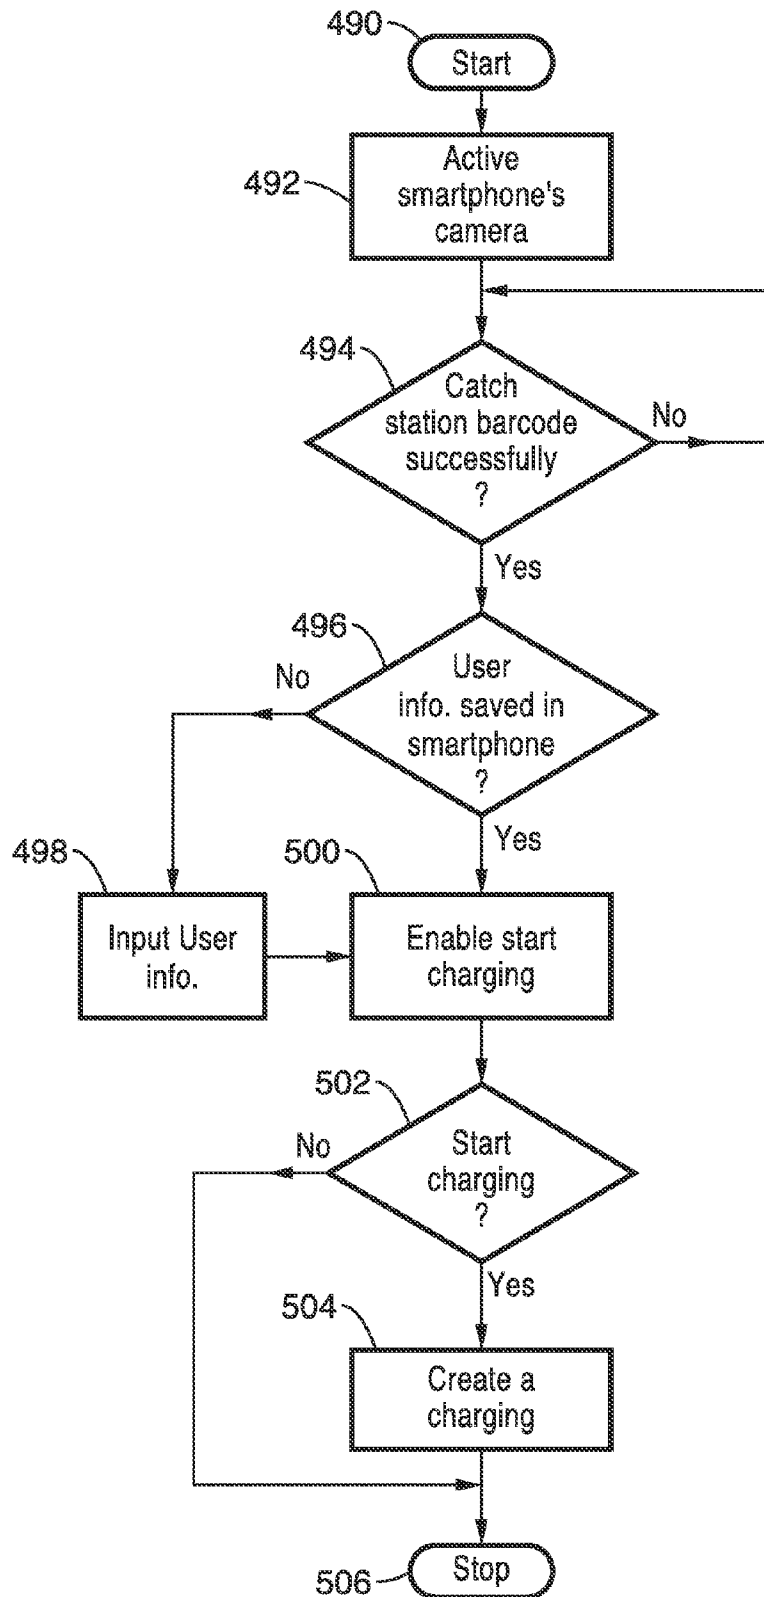 490
Start
492
Active
smartphone's
camera
494
Catch
station barcode
successfully
?
No
Yes
496
User
info. saved in
smartphone
?
No
Yes
498
Input User
info.
500
Enable start
charging
502
Start
charging
?
No
Yes
504
Create a
charging
Stop
506